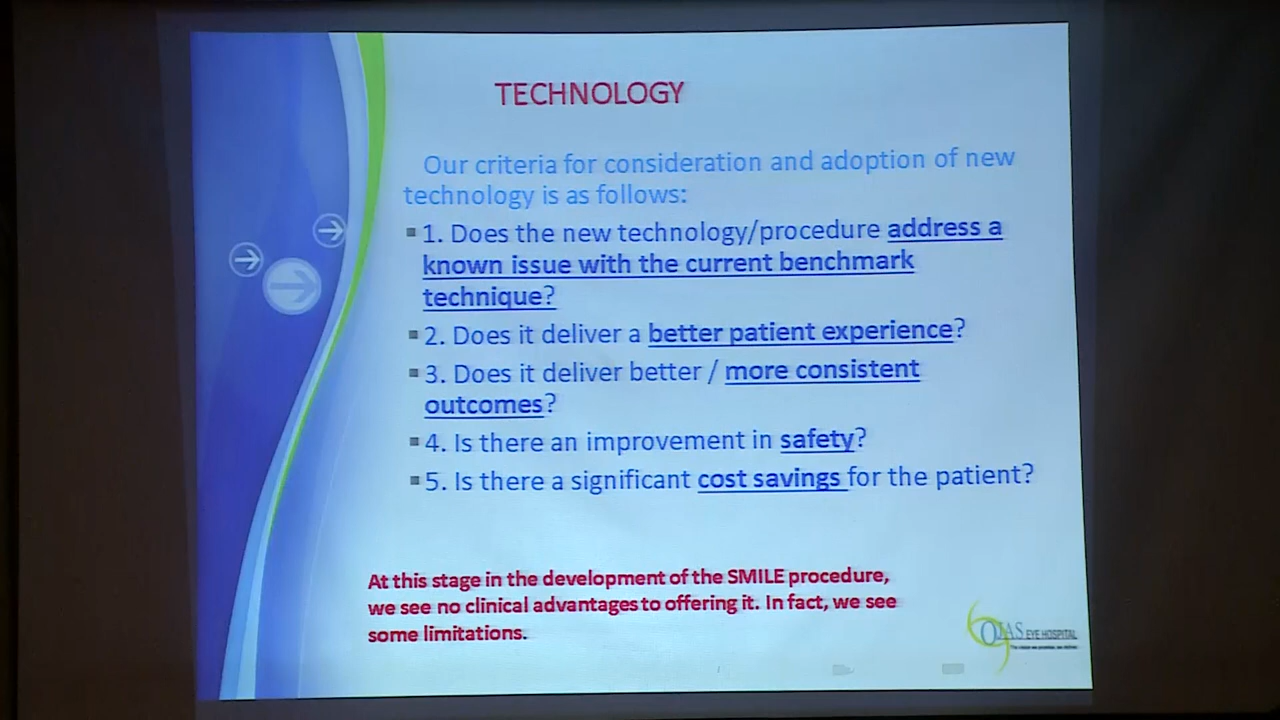 TECHNOLOGY
Our criteria for consideration and adoption of new
technology is as follows:
1. Does the new technology/procedure address a
known issue with the current benchmark
technique?
2. Does it deliver a better patient experience?
3. Does it deliver better / more consistent
outcomes?
4. Is there an improvement in safety?
5. Is there a significant cost savings for the patient?
At this stage in the development of the SMILE procedure,
we see no clinical advantages to offering it. In fact, we see
some limitations.
OJAS EYE HOSPITAL